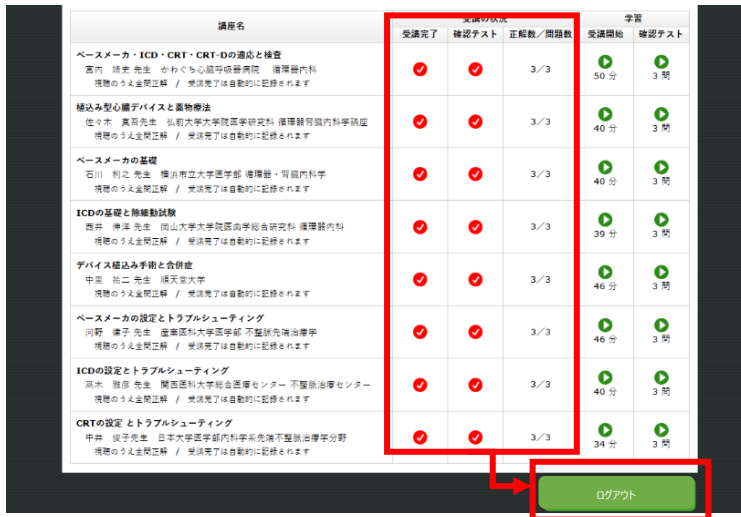 講座名 受講の状況 学習
受講完了 確認テスト 正解数／問題数 受講開始 確認テスト
ペースメーカ・ICD・CRT・CRT-Dの適応と検査
宮内 靖史 先生 かわぐち心臓呼吸器病院 循環器内科
視聴のうえ全問正解 / 受講完了は自動的に記録されます
3／3
50 分 3 問
植込み型心臓デバイスと薬物療法
佐々木 真吾先生 弘前大学大学院医学研究科 循環器腎臓内科学講座
視聴のうえ全問正解 / 受講完了は自動的に記録されます
3／3
40 分 3 問
ペースメーカの基礎
石川 利之 先生 横浜市立大学医学部 循環器・腎臓内科学
視聴のうえ全問正解 / 受講完了は自動的に記録されます
3／3
40 分 3 問
ICDの基礎と除細動試験
西井 伸洋 先生 岡山大学大学院医歯学総合研究科 循環器内科
視聴のうえ全問正解 / 受講完了は自動的に記録されます
3／3
39 分 3 問
デバイス植込み手術と合併症
中里 祐二 先生 順天堂大学
視聴のうえ全問正解 / 受講完了は自動的に記録されます
3／3
46 分 3 問
ペースメーカの設定とトラブルシューティング
河野 律子 先生 産業医科大学医学部 不整脈先端治療学
視聴のうえ全問正解 / 受講完了は自動的に記録されます
3／3
46 分 3 問
ICDの設定とトラブルシューティング
高木 雅彦 先生 関西医科大学総合医療センター 不整脈治療センター
視聴のうえ全問正解 / 受講完了は自動的に記録されます
3／3
40 分 3 問
CRTの設定 とトラブルシューティング
中井 俊子先生 日本大学医学部内科学系先端不整脈治療学分野
視聴のうえ全問正解 / 受講完了は自動的に記録されます
3／3
34 分 3 問
ログアウト